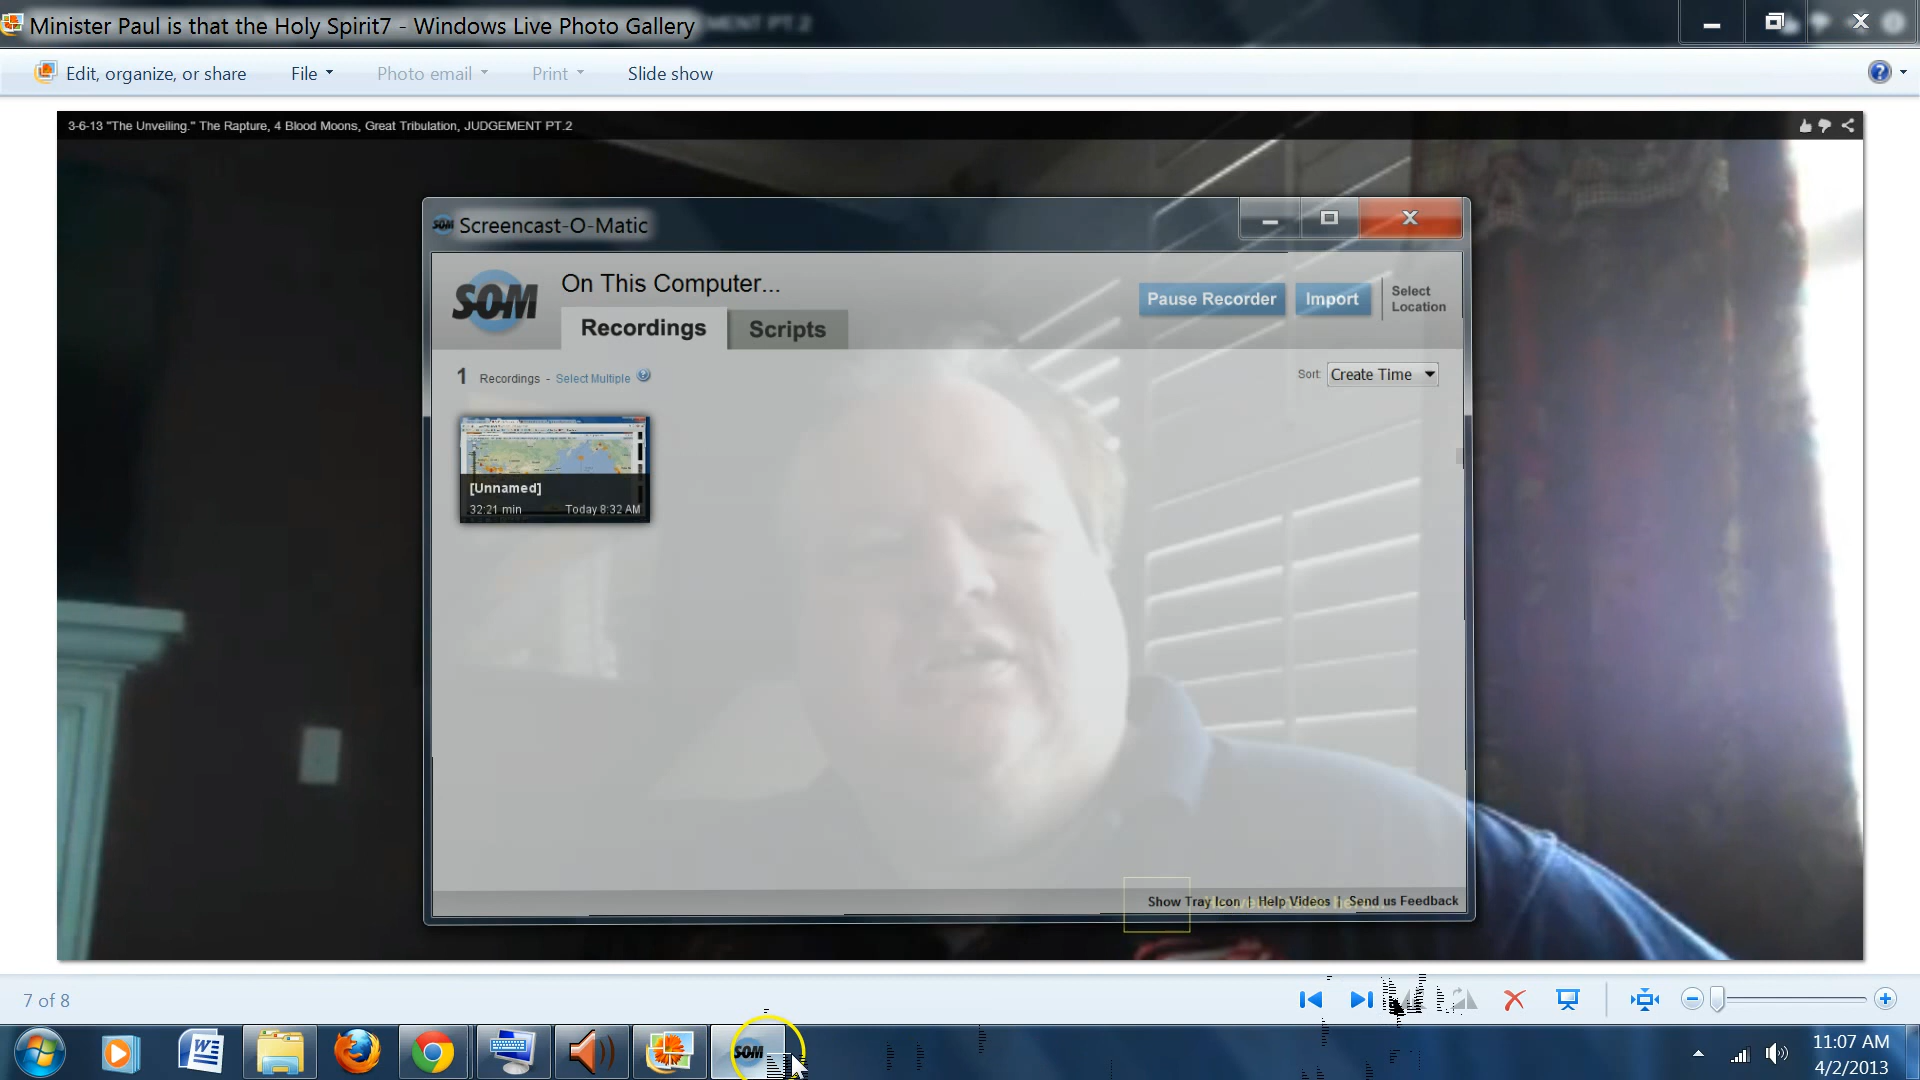 Minister Paul is that the Holy Spirit7 - Windows Live Photo Gallery
Edit, organize, or share File Photo email Print Slide show
3-6-13 "The Unveiling." The Rapture, 4 Blood Moons, Great Tribulation, JUDGEMENT PT.2
Screencast-O-Matic
SOM
On This Computer...
Pause Recorder Import Select Location
Recordings Scripts
1 Recordings - Select Multiple
Sort: Create Time
[Unnamed]
32:21 min Today 8:32 AM
Show Tray Icon | Help Videos | Send us Feedback
7 of 8
SOM
11:07 AM
4/2/2013